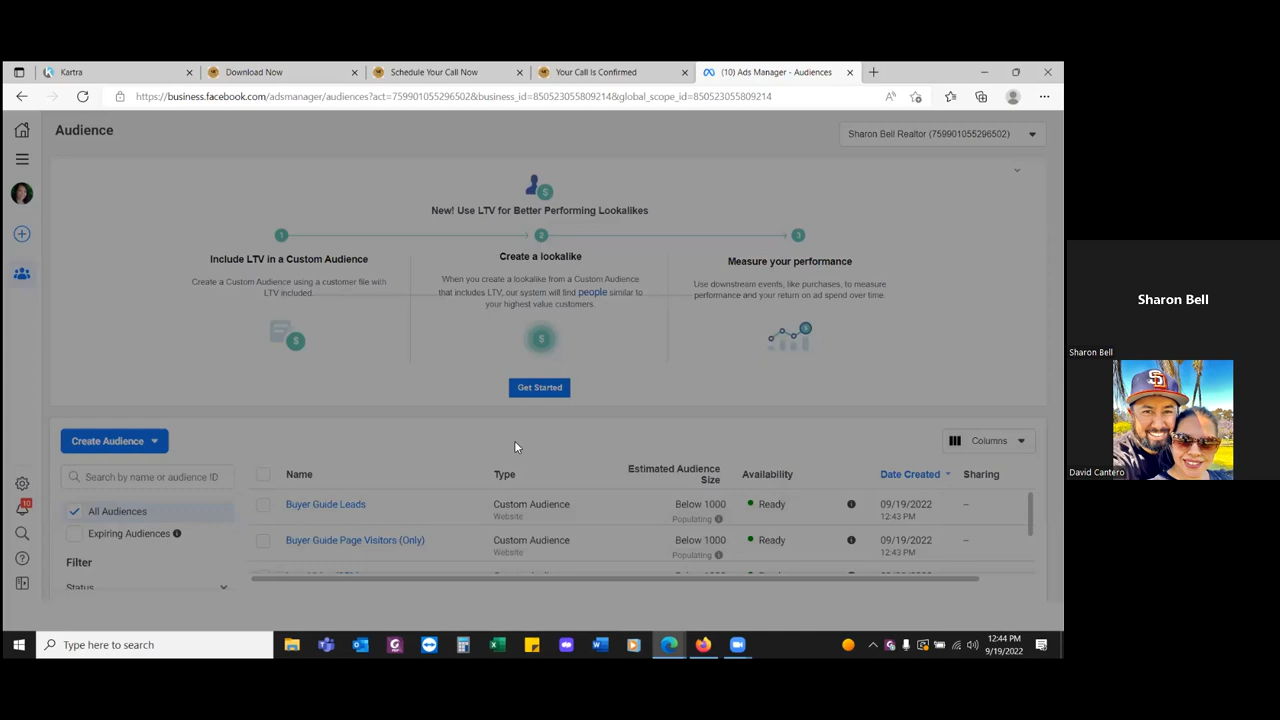 Kartra
Download Now
Schedule Your Call Now
Your Call Is Confirmed
(10) Ads Manager - Audiences
https://business.facebook.com/adsmanager/audiences?act=759901055296502&business_id=850523055809214&global_scope_id=850523055809214
Audience
Sharon Bell Realtor (759901055296502)
New! Use LTV for Better Performing Lookalikes
1
2
3
Include LTV in a Custom Audience
Create a Custom Audience using a customer file with
LTV included.
Create a lookalike
When you create a lookalike from a Custom Audience
that includes LTV, our system will find people similar to
your highest value customers.
Measure your performance
Use downstream events, like purchases, to measure
performance and your return on ad spend over time.
Get Started
Create Audience
Columns
Search by name or audience ID
All Audiences
Expiring Audiences
Filter
Status
Name
Type
Estimated Audience
Size
Availability
Date Created
Sharing
Buyer Guide Leads
Custom Audience
Website
Below 1000
Populating
Ready
09/19/2022
12:43 PM
–
Buyer Guide Page Visitors (Only)
Custom Audience
Website
Below 1000
Populating
Ready
09/19/2022
12:43 PM
–
10
Type here to search
12:44 PM
9/19/2022
Sharon Bell
Sharon Bell
David Cantero